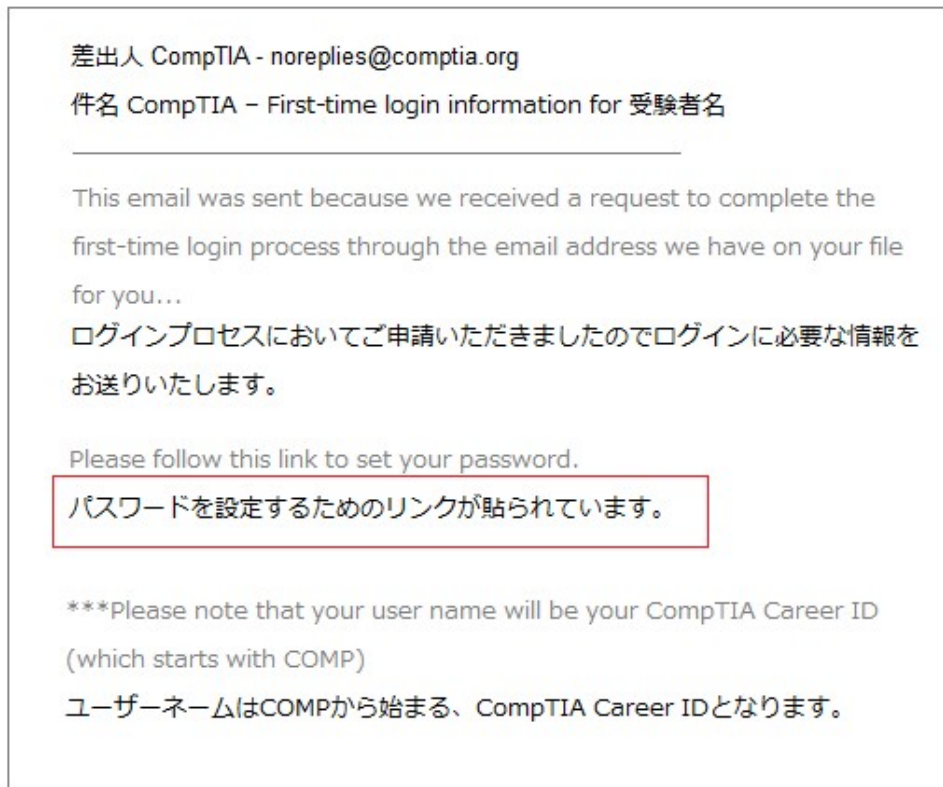 差出人 CompTIA - noreplies@comptia.org
件名 CompTIA – First-time login information for 受験者名
This email was sent because we received a request to complete the
first-time login process through the email address we have on your file
for you...
ログインプロセスにおいてご申請いただきましたのでログインに必要な情報を
お送りいたします。
Please follow this link to set your password.
パスワードを設定するためのリンクが貼られています。
***Please note that your user name will be your CompTIA Career ID
(which starts with COMP)
ユーザーネームはCOMPから始まる、CompTIA Career IDとなります。